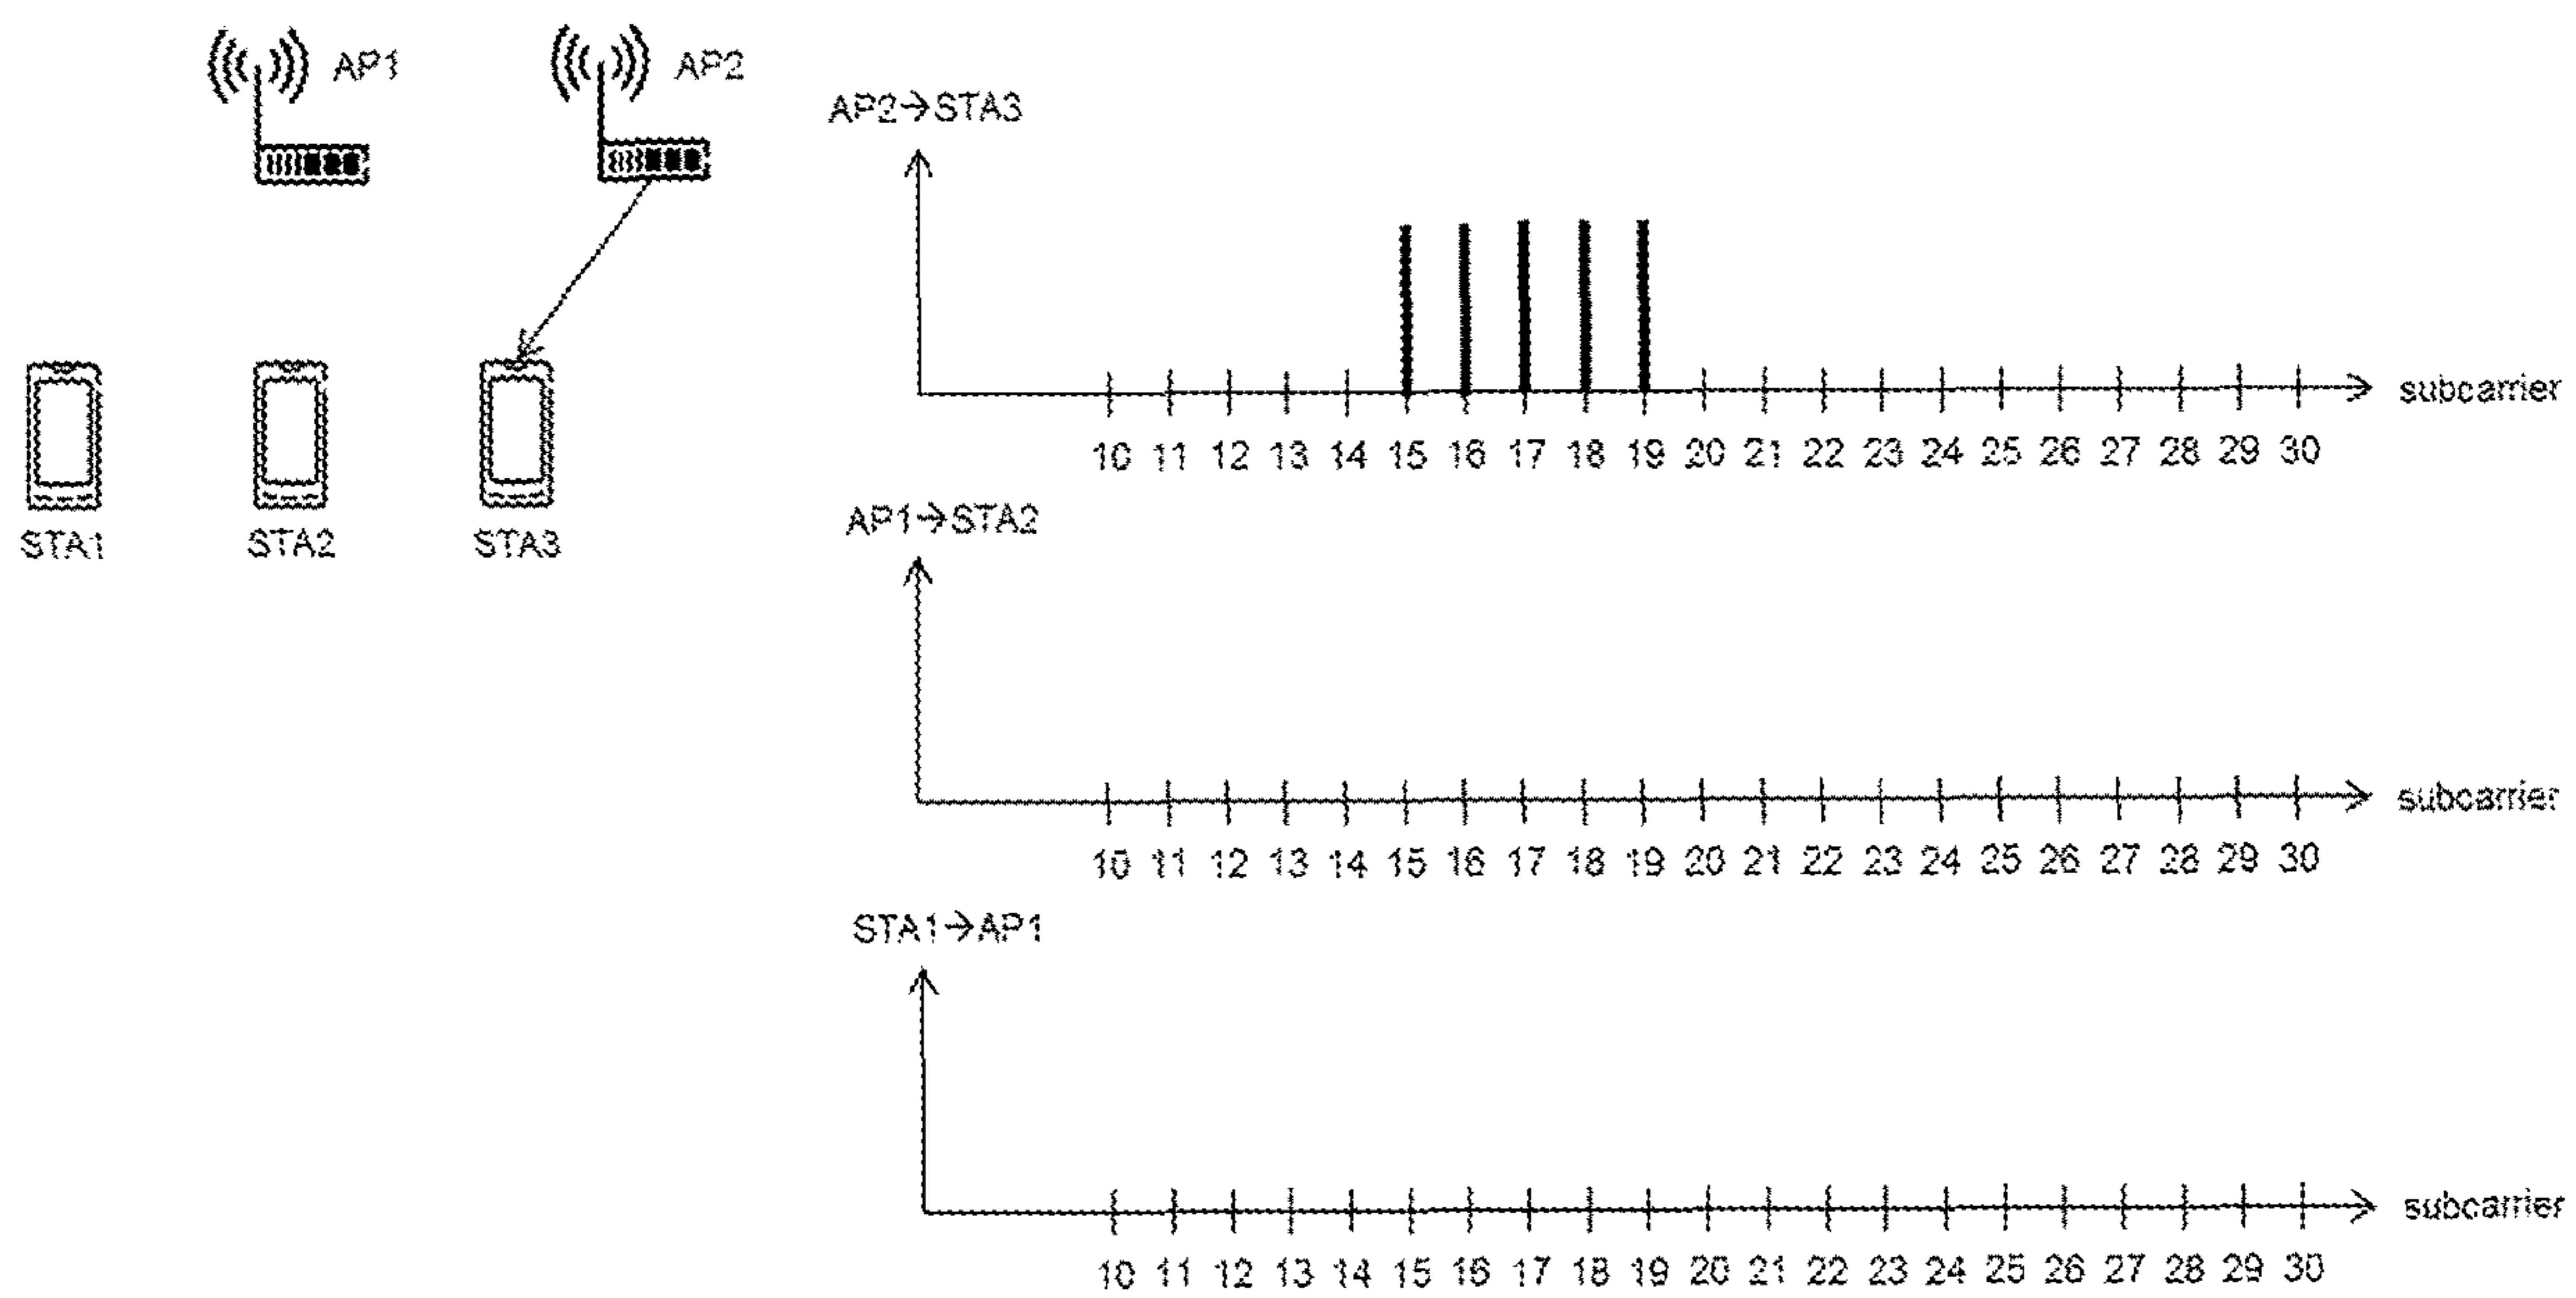 AP1
AP2
STA1 STA2 STA3
AP2→STA3
subcarrier
10 11 12 13 14 15 16 17 18 19 20 21 22 23 24 25 26 27 28 29 30
AP1→STA2
subcarrier
10 11 12 13 14 15 16 17 18 19 20 21 22 23 24 25 26 27 28 29 30
STA1→AP1
subcarrier
10 11 12 13 14 15 16 17 18 19 20 21 22 23 24 25 26 27 28 29 30